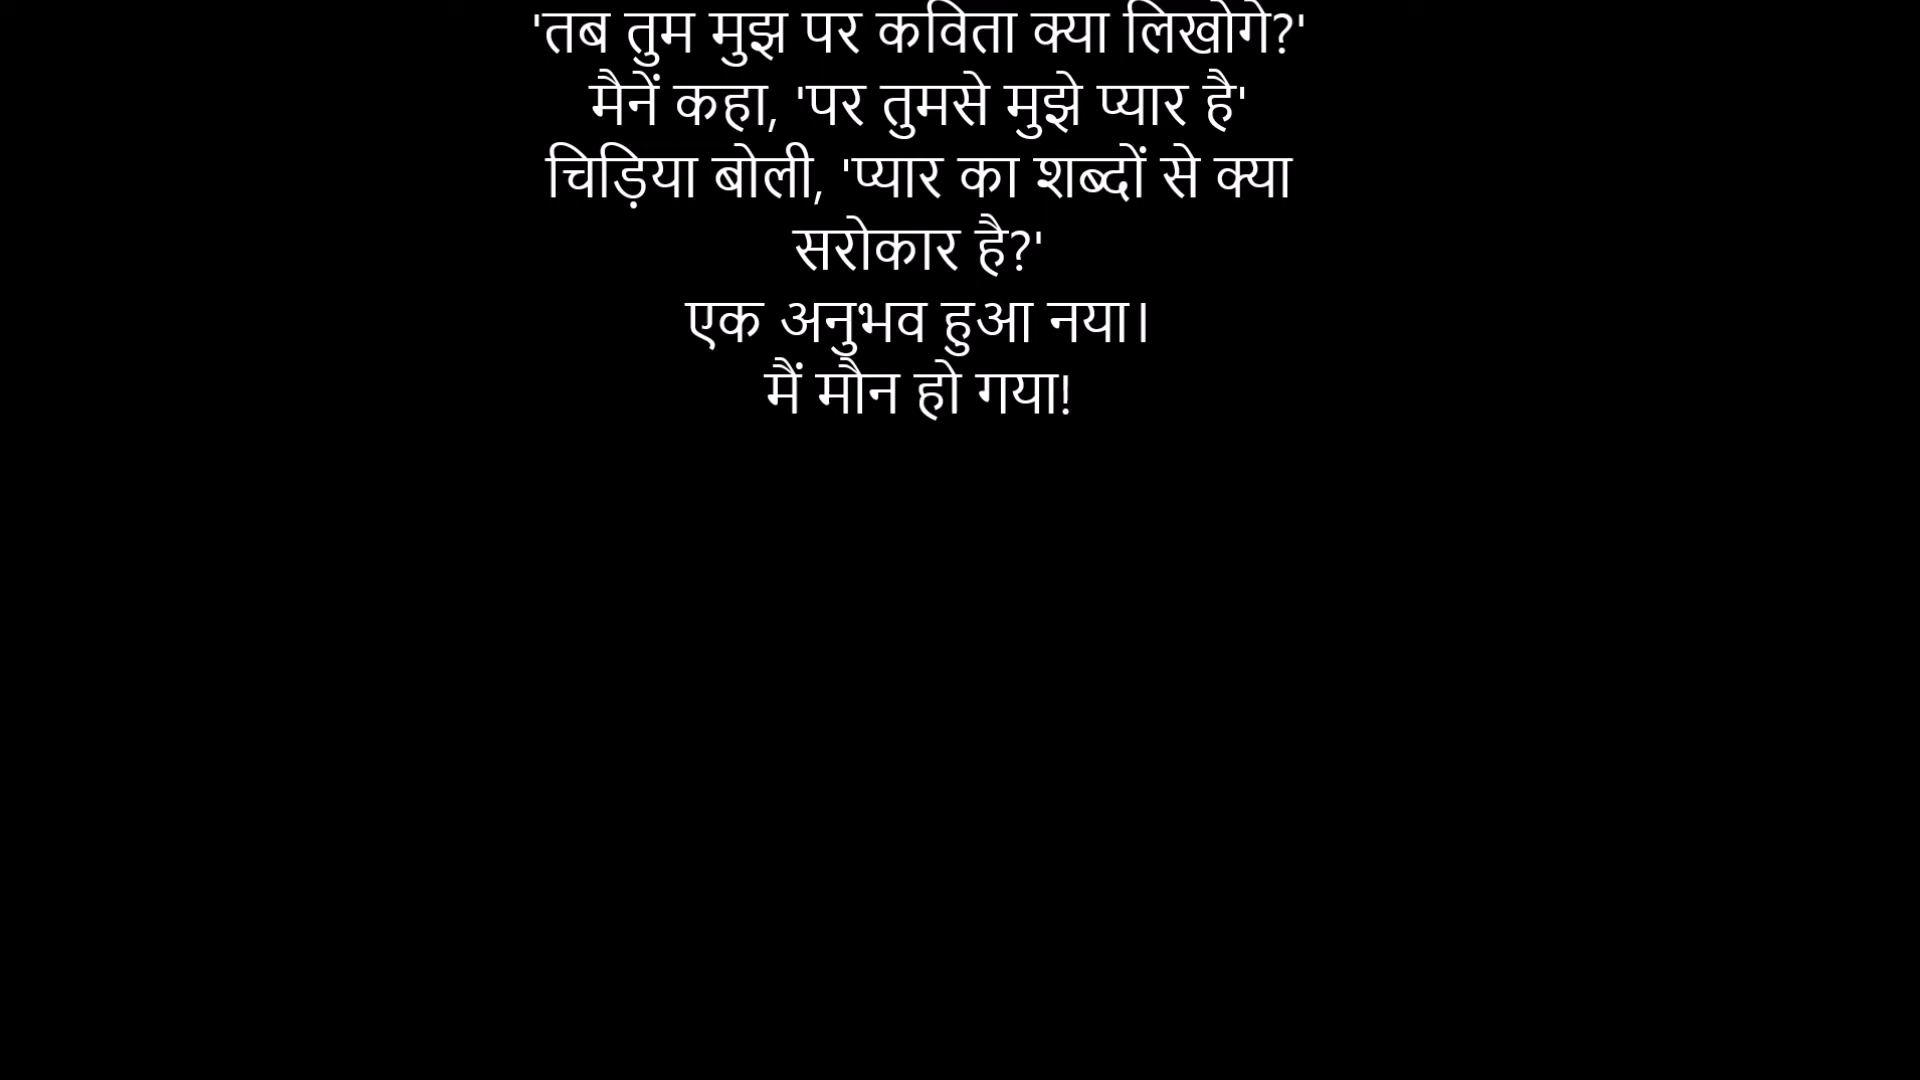 'तब तुम मुझ पर कविता क्या लिखोगे?'
मैनें कहा, 'पर तुमसे मुझे प्यार है'
चिड़िया बोली, 'प्यार का शब्दों से क्या
सरोकार है?'
एक अनुभव हुआ नया।
मैं मौन हो गया!